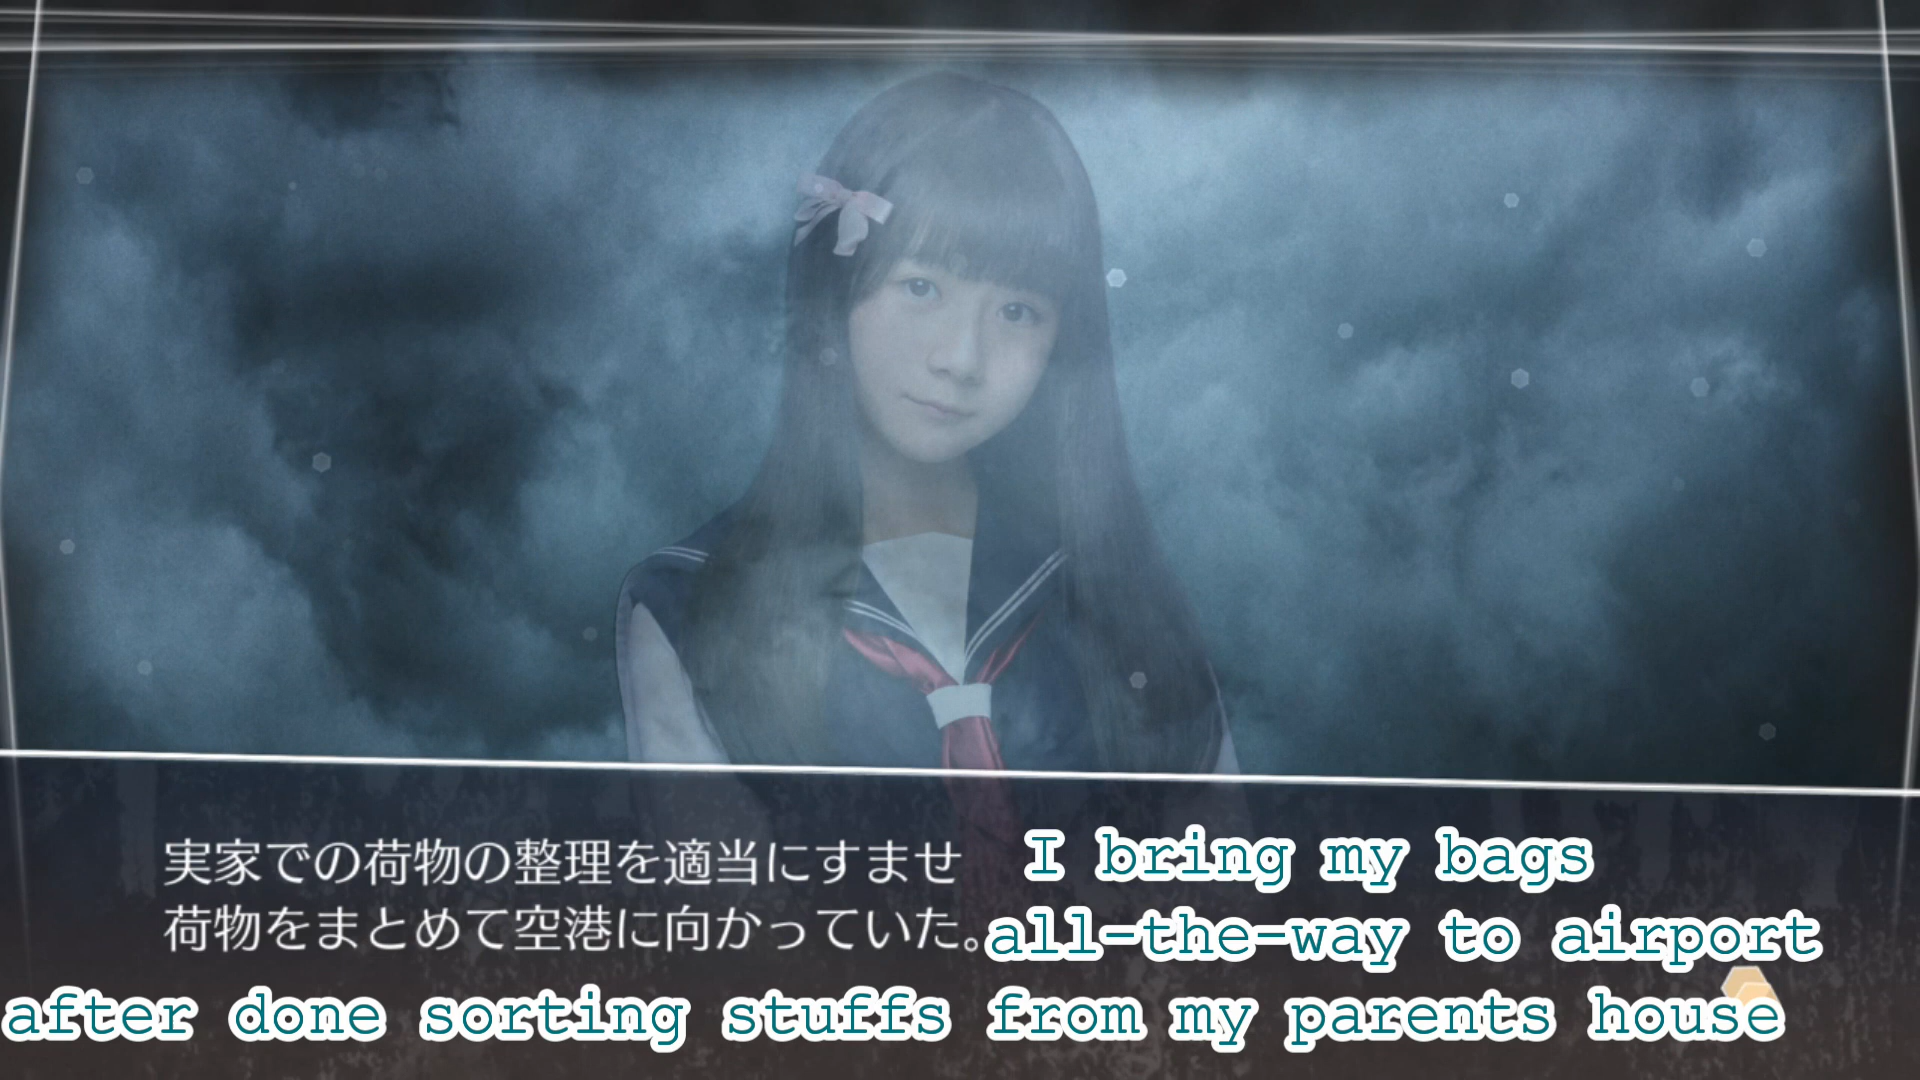 実家での荷物の整理を適当にすませ
荷物をまとめて空港に向かっていた。
I bring my bags
all-the-way to airport
after done sorting stuffs from my parents house